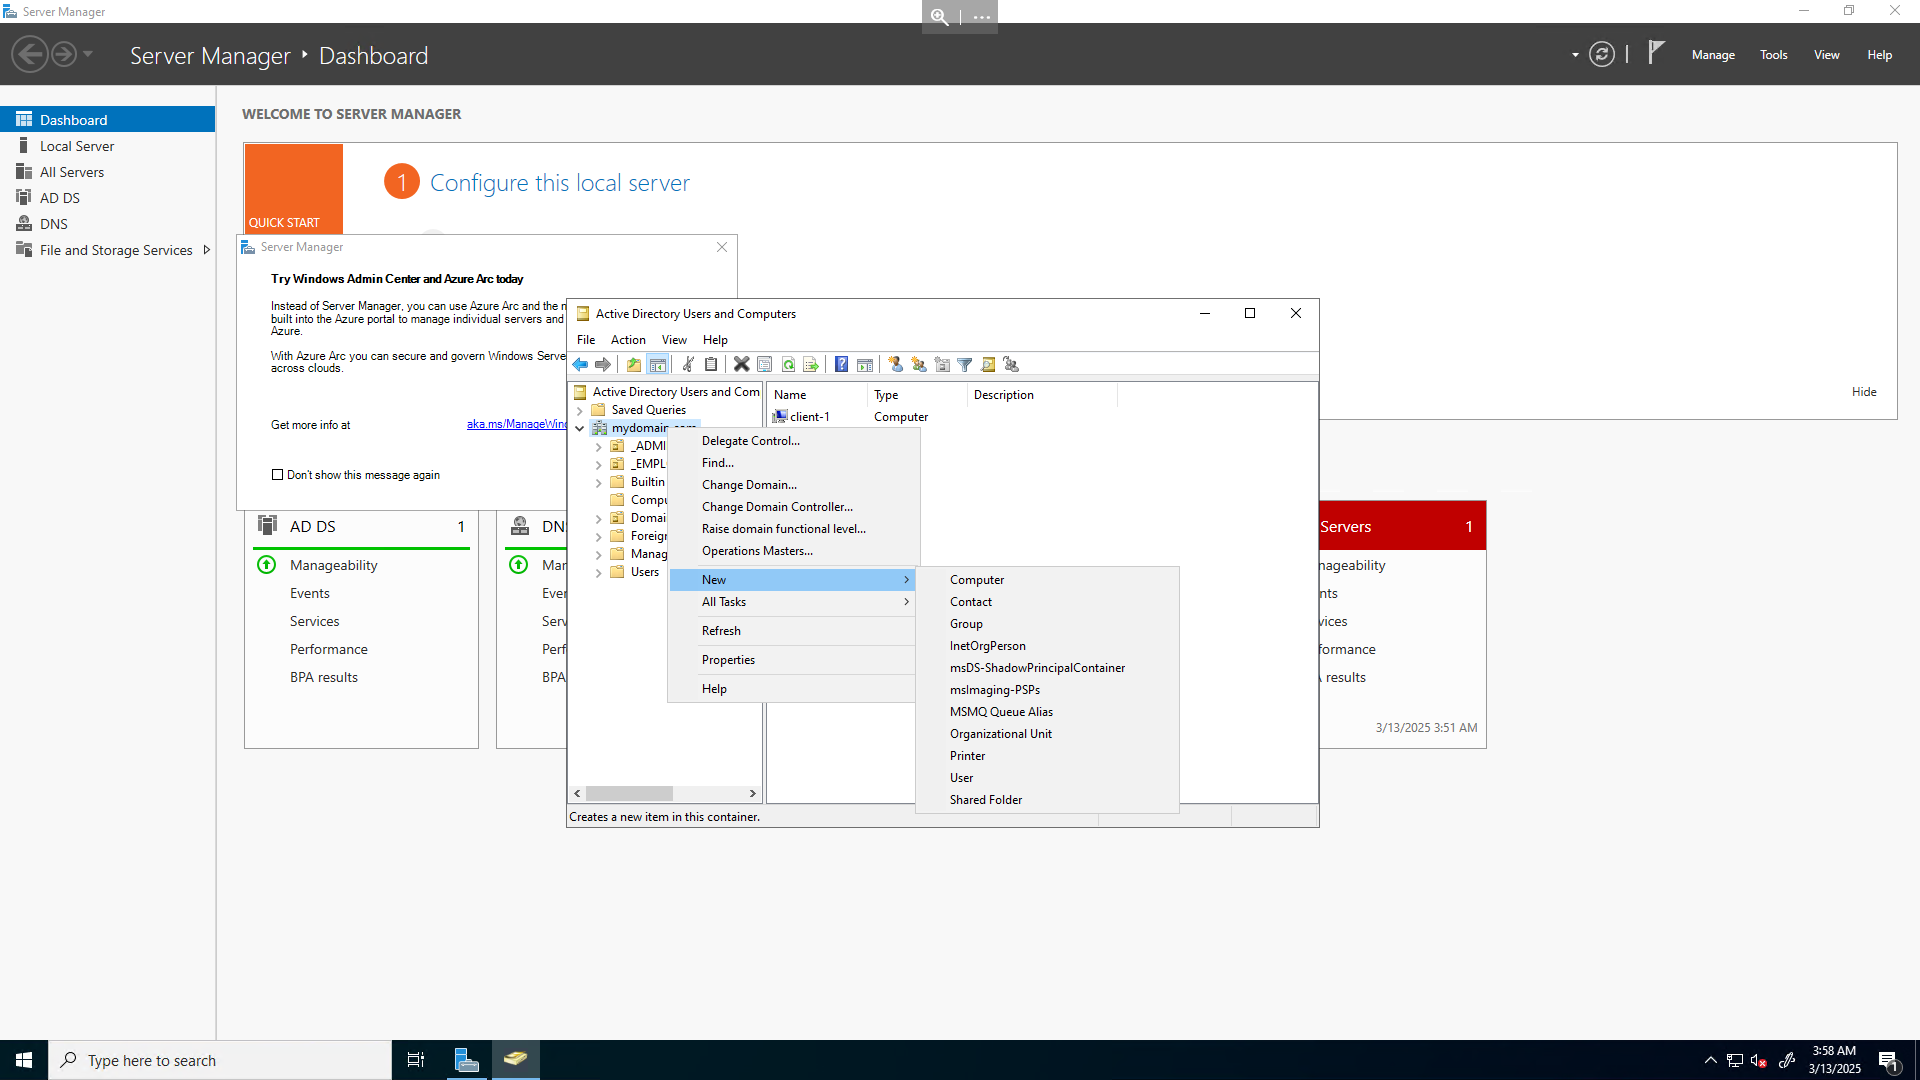 Server Manager
Server Manager ‣ Dashboard
Manage
Tools
View
Help
Dashboard
Local Server
All Servers
AD DS
DNS
File and Storage Services
WELCOME TO SERVER MANAGER
QUICK START
1 Configure this local server
Hide
Server Manager
Try Windows Admin Center and Azure Arc today
Instead of Server Manager, you can use Azure Arc and the
built into the Azure portal to manage individual servers and
Azure.
With Azure Arc you can secure and govern Windows Serve
across clouds.
Get more info at
aka.ms/ManageWin
Don't show this message again
Active Directory Users and Computers
File
Action
View
Help
Active Directory Users and Com
Saved Queries
mydomain.com
_ADMI
_EMPL
Builtin
Compu
Domai
Foreign
Manag
Users
Name
Type
Description
client-1
Computer
Delegate Control...
Find...
Change Domain...
Change Domain Controller...
Raise domain functional level...
Operations Masters...
New
All Tasks
Refresh
Properties
Help
Computer
Contact
Group
InetOrgPerson
msDS-ShadowPrincipalContainer
msImaging-PSPs
MSMQ Queue Alias
Organizational Unit
Printer
User
Shared Folder
Creates a new item in this container.
AD DS 1
Manageability
Events
Services
Performance
BPA results
DN
Mar
Ever
Serv
Perf
BPA
Servers 1
nageability
nts
vices
formance
results
3/13/2025 3:51 AM
Type here to search
3:58 AM
3/13/2025
1